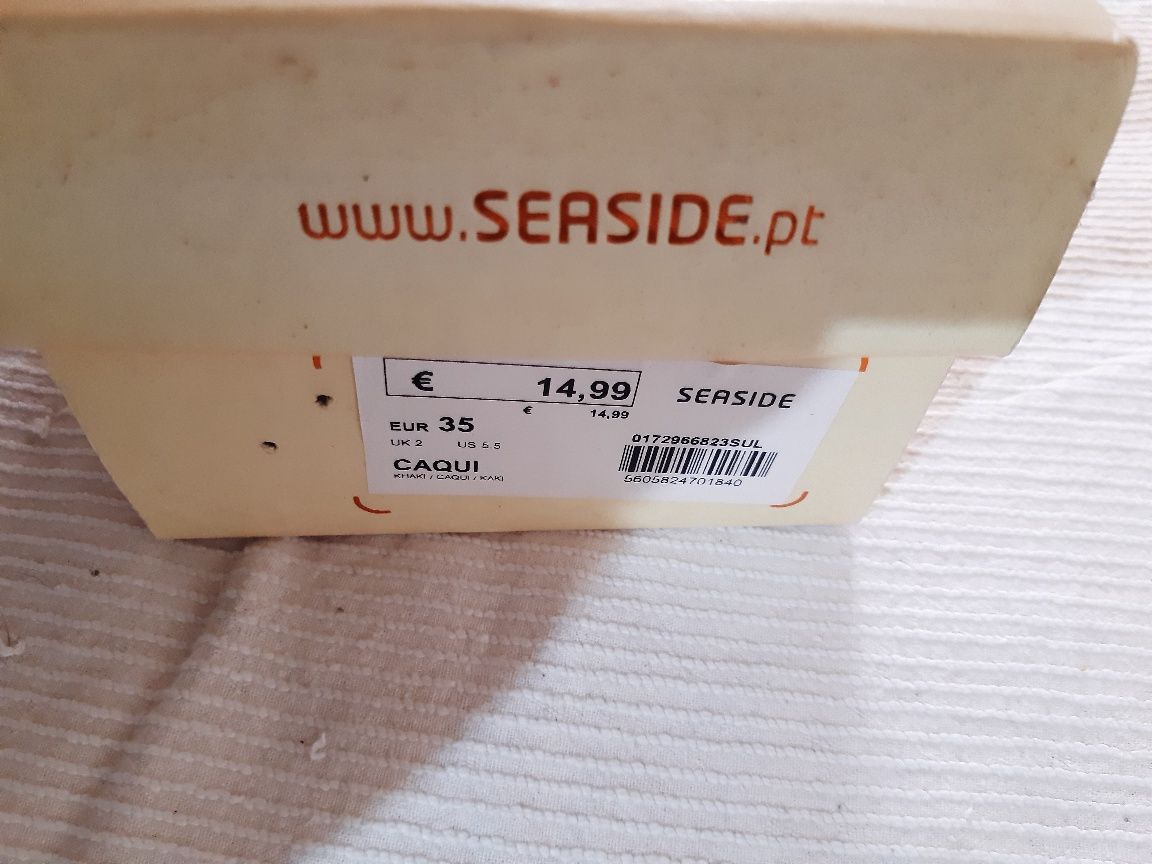 www.SEASIDE.pt
€ 14,99
€ 14,99
SEASIDE
EUR 35
UK 2 US 5.5
CAQUI
KHAKI / CAQUI / KAKI
0172966823SUL
5605824701840